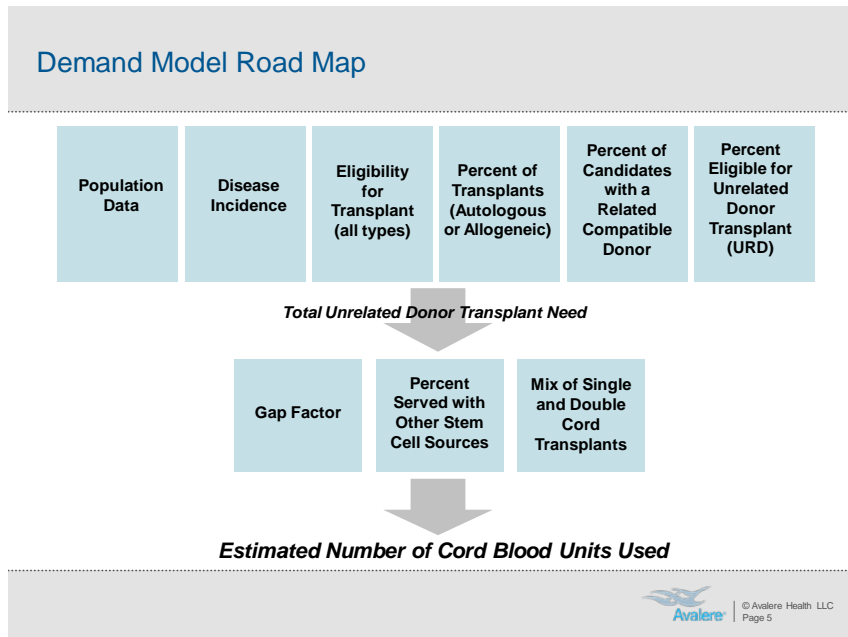 Demand Model Road Map
Population
Data
Disease
Incidence
Eligibility
for
Transplant
(all types)
Percent of
Transplants
(Autologous
or Allogeneic)
Percent of
Candidates
with a
Related
Compatible
Donor
Percent
Eligible for
Unrelated
Donor
Transplant
(URD)
Total Unrelated Donor Transplant Need
Gap Factor
Percent
Served with
Other Stem
Cell Sources
Mix of Single
and Double
Cord
Transplants
Estimated Number of Cord Blood Units Used
Avalere
© Avalere Health LLC
Page 5